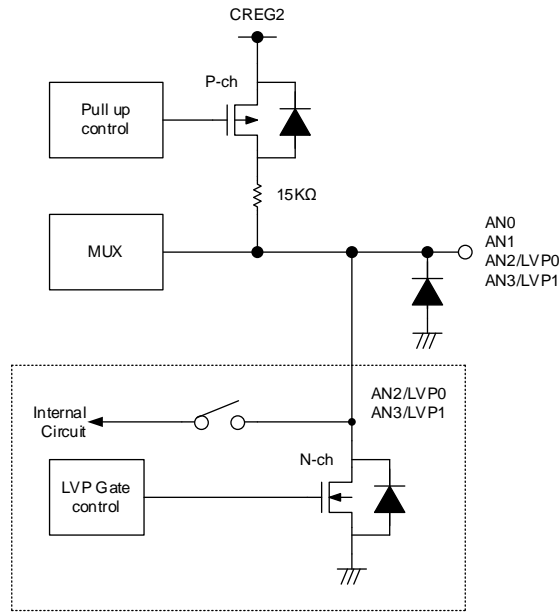 CREG2
P-ch
Pull up
control
15KΩ
MUX
AN0
AN1
AN2/LVP0
AN3/LVP1
AN2/LVP0
AN3/LVP1
Internal
Circuit
N-ch
LVP Gate
control